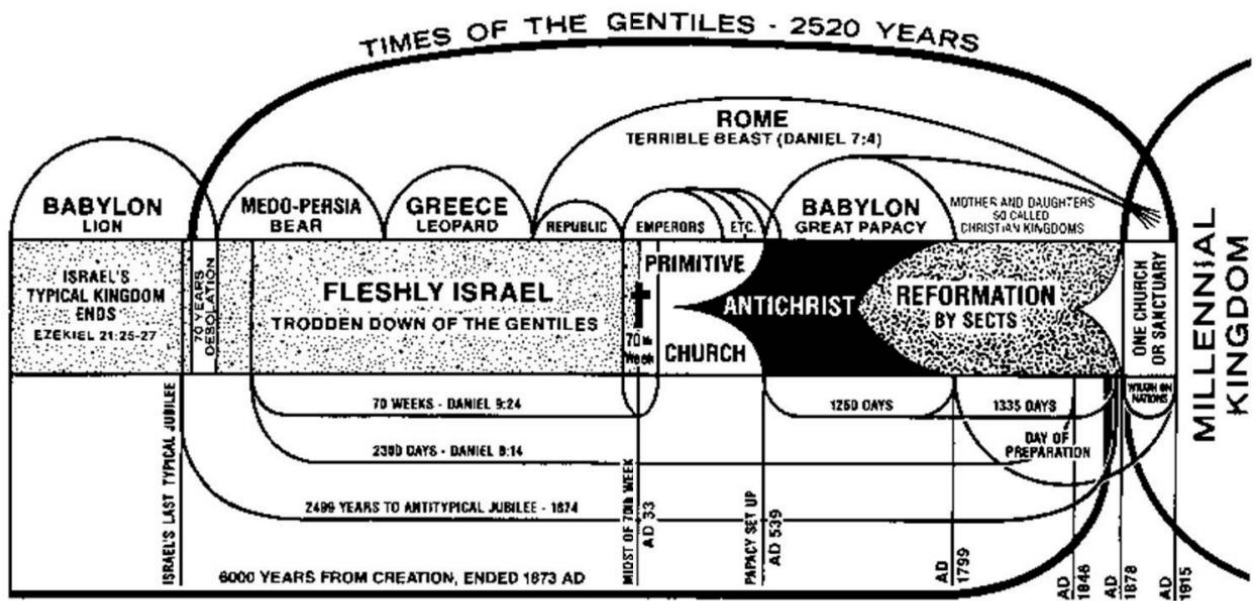 TIMES OF THE GENTILES - 2520 YEARS
ROME
TERRIBLE BEAST (DANIEL 7:4)
BABYLON
LION
MEDO-PERSIA
BEAR
GREECE
LEOPARD
REPUBLIC
EMPERORS
ETC.
BABYLON
GREAT PAPACY
MOTHER AND DAUGHTERS
SO CALLED
CHRISTIAN KINGDOMS
ISRAEL'S
TYPICAL KINGDOM
ENDS
EZEKIEL 21:25-27
70 YEARS
DESOLATION
FLESHLY ISRAEL
TRODDEN DOWN OF THE GENTILES
PRIMITIVE
CHURCH
70th
Week
ANTICHRIST
REFORMATION
BY SECTS
ONE CHURCH
OR SANCTUARY
MILLENNIAL
KINGDOM
WRATH ON
NATIONS
70 WEEKS - DANIEL 9:24
1260 DAYS
1335 DAYS
2300 DAYS - DANIEL 8:14
DAY OF
PREPARATION
2499 YEARS TO ANTITYPICAL JUBILEE - 1874
6000 YEARS FROM CREATION, ENDED 1873 AD
ISRAEL'S LAST TYPICAL JUBILEE
MIDST OF 70th WEEK
AD 33
PAPACY SET UP
AD 539
AD
1799
AD
1846
AD
1878
AD
1915